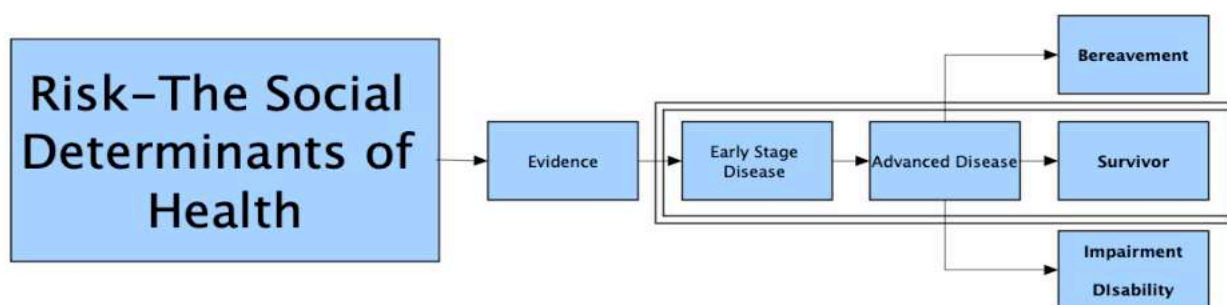 Risk-The Social
Determinants of
Health
Evidence
Early Stage
Disease
Advanced Disease
Bereavement
Survivor
Impairment
DIsability